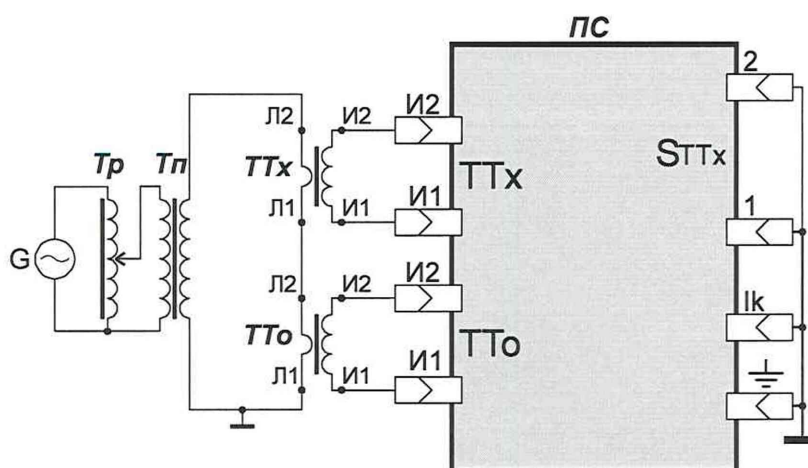 ПС
2
Л2
И2
И2
Тр
Тп
ТТх
ТТх
SТТх
Л1
И1
И1
1
G
Л2
И2
И2
Ik
ТТо
ТТо
Л1
И1
И1